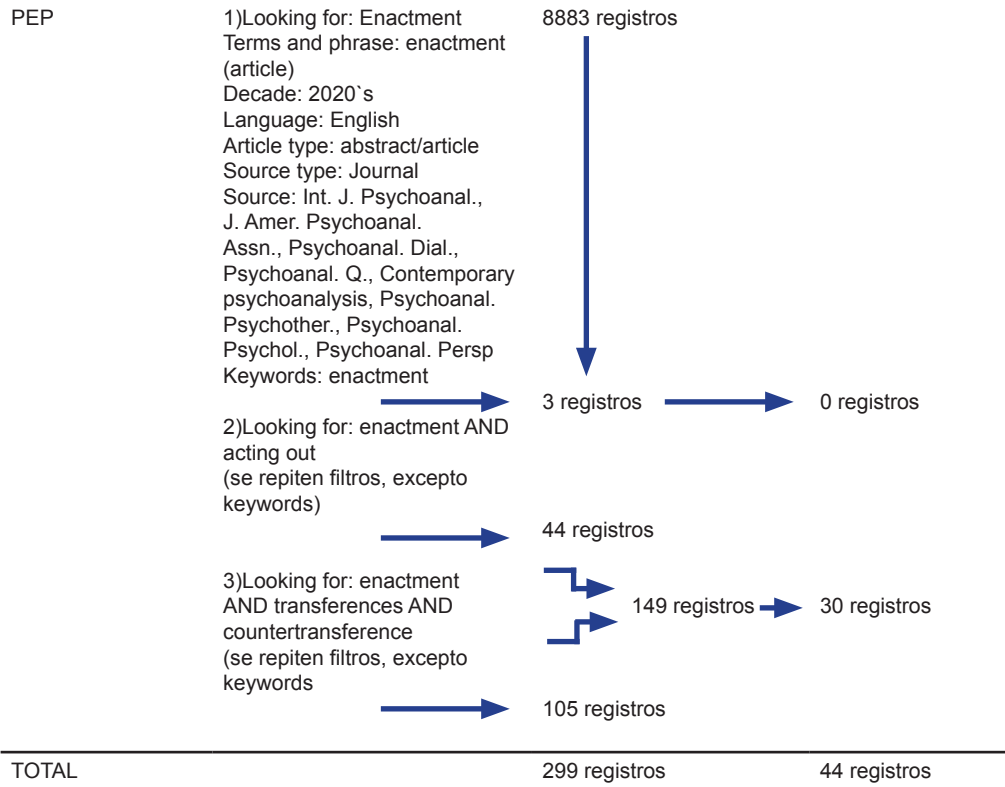 PEP
1)Looking for: Enactment
8883 registros
Terms and phrase: enactment
(article)
Decade: 2020`s
Language: English
Article type: abstract/article
Source type: Journal
Source: Int. J. Psychoanal.,
J. Amer. Psychoanal.
Assn., Psychoanal. Dial.,
Psychoanal. Q., Contemporary
psychoanalysis, Psychoanal.
Psychother., Psychoanal.
Psychol., Psychoanal. Persp
Keywords: enactment
3 registros
0 registros
2)Looking for: enactment AND
acting out
(se repiten filtros, excepto
keywords)
44 registros
3)Looking for: enactment
AND transferences AND
countertransference
(se repiten filtros, excepto
keywords
149 registros
30 registros
105 registros
TOTAL
299 registros
44 registros